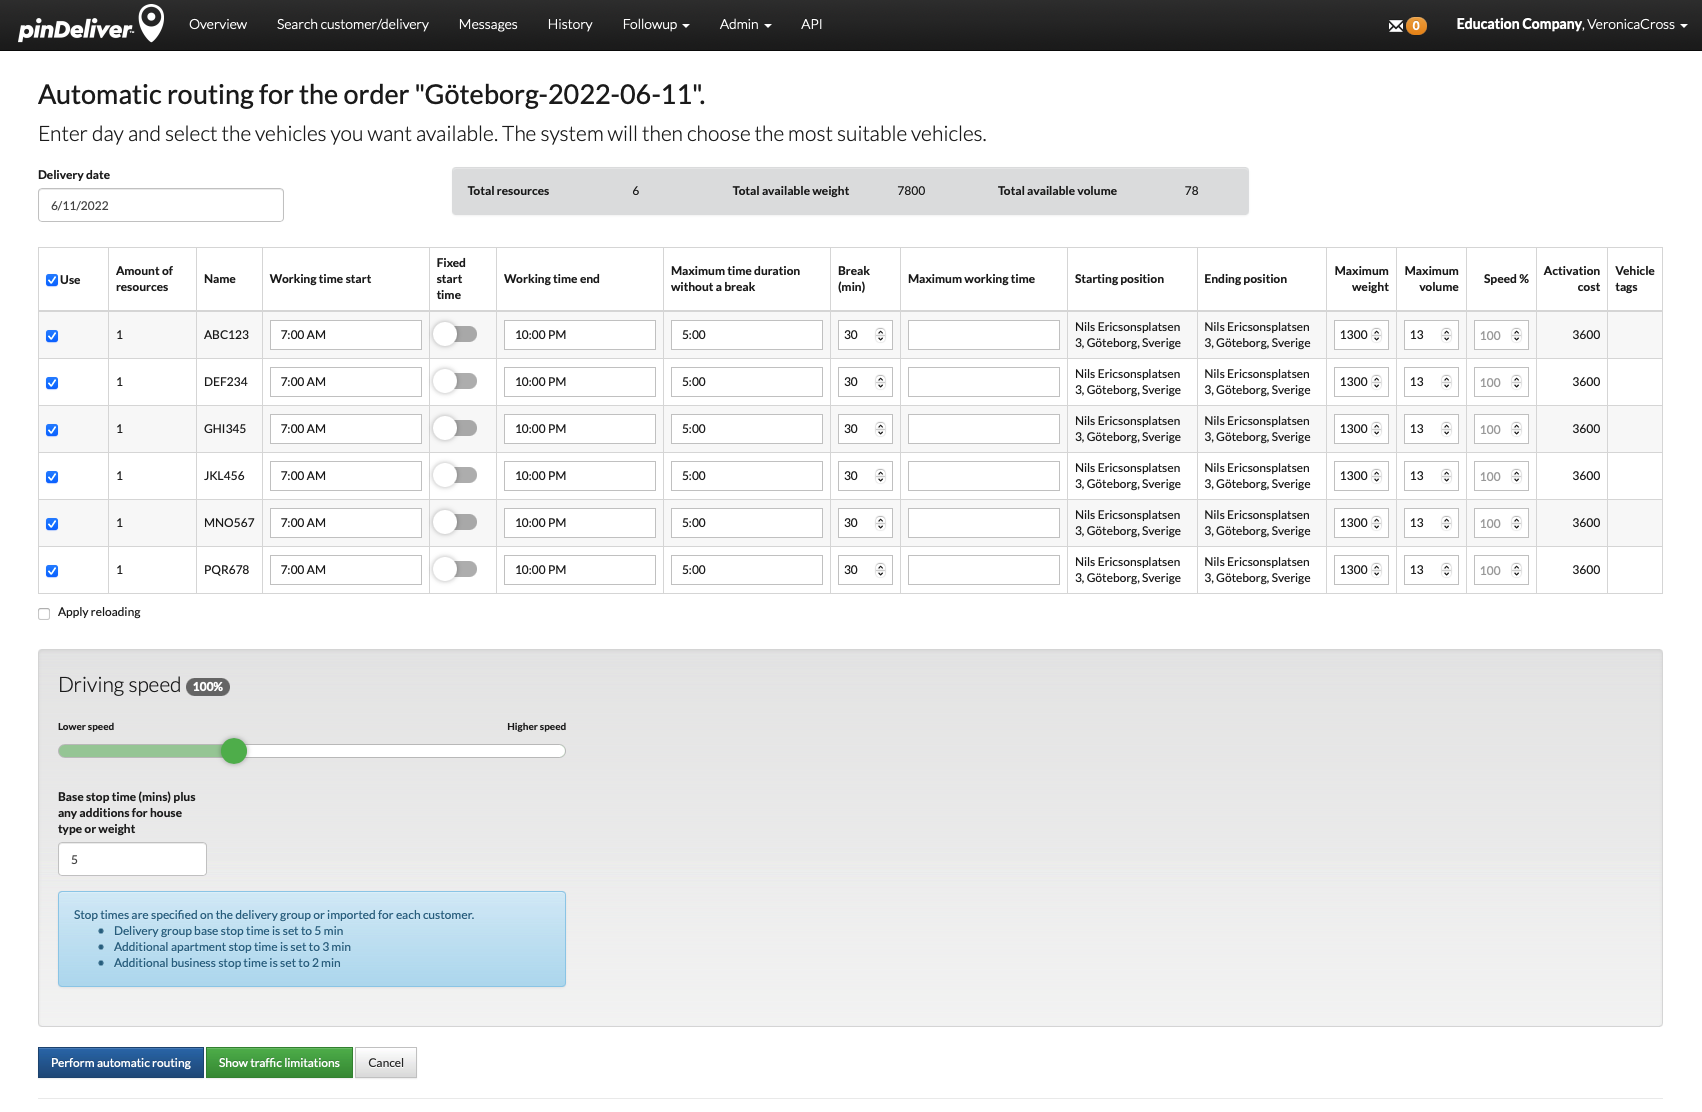 pinDeliver Overview Search customer/delivery Messages History Followup Admin API 0 Education Company, VeronicaCross
Automatic routing for the order "Göteborg-2022-06-11".
Enter day and select the vehicles you want available. The system will then choose the most suitable vehicles.
Delivery date
6/11/2022
Total resources 6 Total available weight 7800 Total available volume 78
Use
Amount of
resources
Name
Working time start
Fixed
start
time
Working time end
Maximum time duration
without a break
Break
(min)
Maximum working time
Starting position
Ending position
Maximum
weight
Maximum
volume
Speed %
Activation
cost
Vehicle
tags
1 ABC123 7:00 AM 10:00 PM 5:00 30 Nils Ericsonsplatsen Nils Ericsonsplatsen 1300 13 100 3600
3, Göteborg, Sverige 3, Göteborg, Sverige
1 DEF234 7:00 AM 10:00 PM 5:00 30 Nils Ericsonsplatsen Nils Ericsonsplatsen 1300 13 100 3600
3, Göteborg, Sverige 3, Göteborg, Sverige
1 GHI345 7:00 AM 10:00 PM 5:00 30 Nils Ericsonsplatsen Nils Ericsonsplatsen 1300 13 100 3600
3, Göteborg, Sverige 3, Göteborg, Sverige
1 JKL456 7:00 AM 10:00 PM 5:00 30 Nils Ericsonsplatsen Nils Ericsonsplatsen 1300 13 100 3600
3, Göteborg, Sverige 3, Göteborg, Sverige
1 MNO567 7:00 AM 10:00 PM 5:00 30 Nils Ericsonsplatsen Nils Ericsonsplatsen 1300 13 100 3600
3, Göteborg, Sverige 3, Göteborg, Sverige
1 PQR678 7:00 AM 10:00 PM 5:00 30 Nils Ericsonsplatsen Nils Ericsonsplatsen 1300 13 100 3600
3, Göteborg, Sverige 3, Göteborg, Sverige
Apply reloading
Driving speed 100%
Lower speed Higher speed
Base stop time (mins) plus
any additions for house
type or weight
5
Stop times are specified on the delivery group or imported for each customer.
• Delivery group base stop time is set to 5 min
• Additional apartment stop time is set to 3 min
• Additional business stop time is set to 2 min
Perform automatic routing Show traffic limitations Cancel